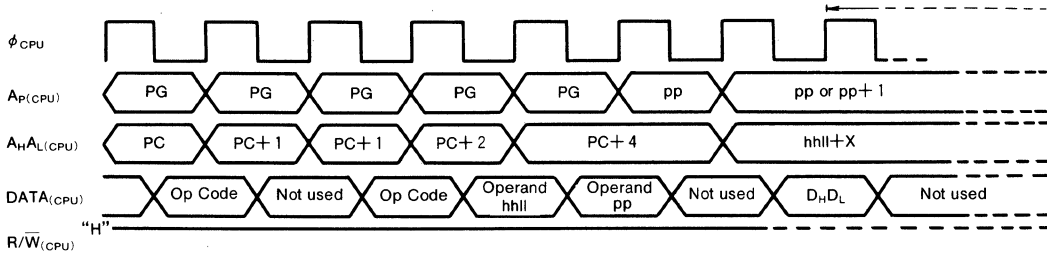 φCPU
AP(CPU) PG PG PG PG PG pp pp or pp+1
AHAL(CPU) PC PC+1 PC+1 PC+2 PC+4 hhll+X
DATA(CPU) Op Code Not used Op Code Operand hhll Operand pp Not used DHDL Not used
"H"
R/W̅(CPU)